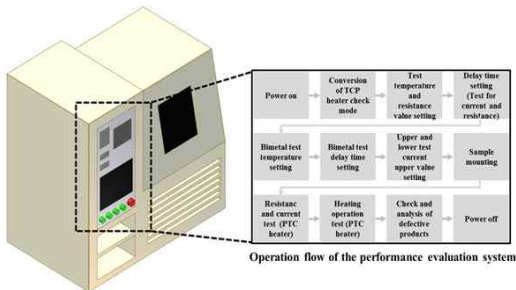 Power on
Conversion
of TCP
heater check
mode
Test
temperature
and
resistance
value setting
Delay time
setting
(Test for
current and
resistance)
Bimetal test
temperature
setting
Bimetal test
delay time
setting
Upper and
lower test
current
upper value
setting
Sample
mounting
Resistanc
and current
test (PTC
heater)
Heating
operation
test (PTC
heater)
Check and
analysis of
defective
products
Power off
Operation flow of the performance evaluation system